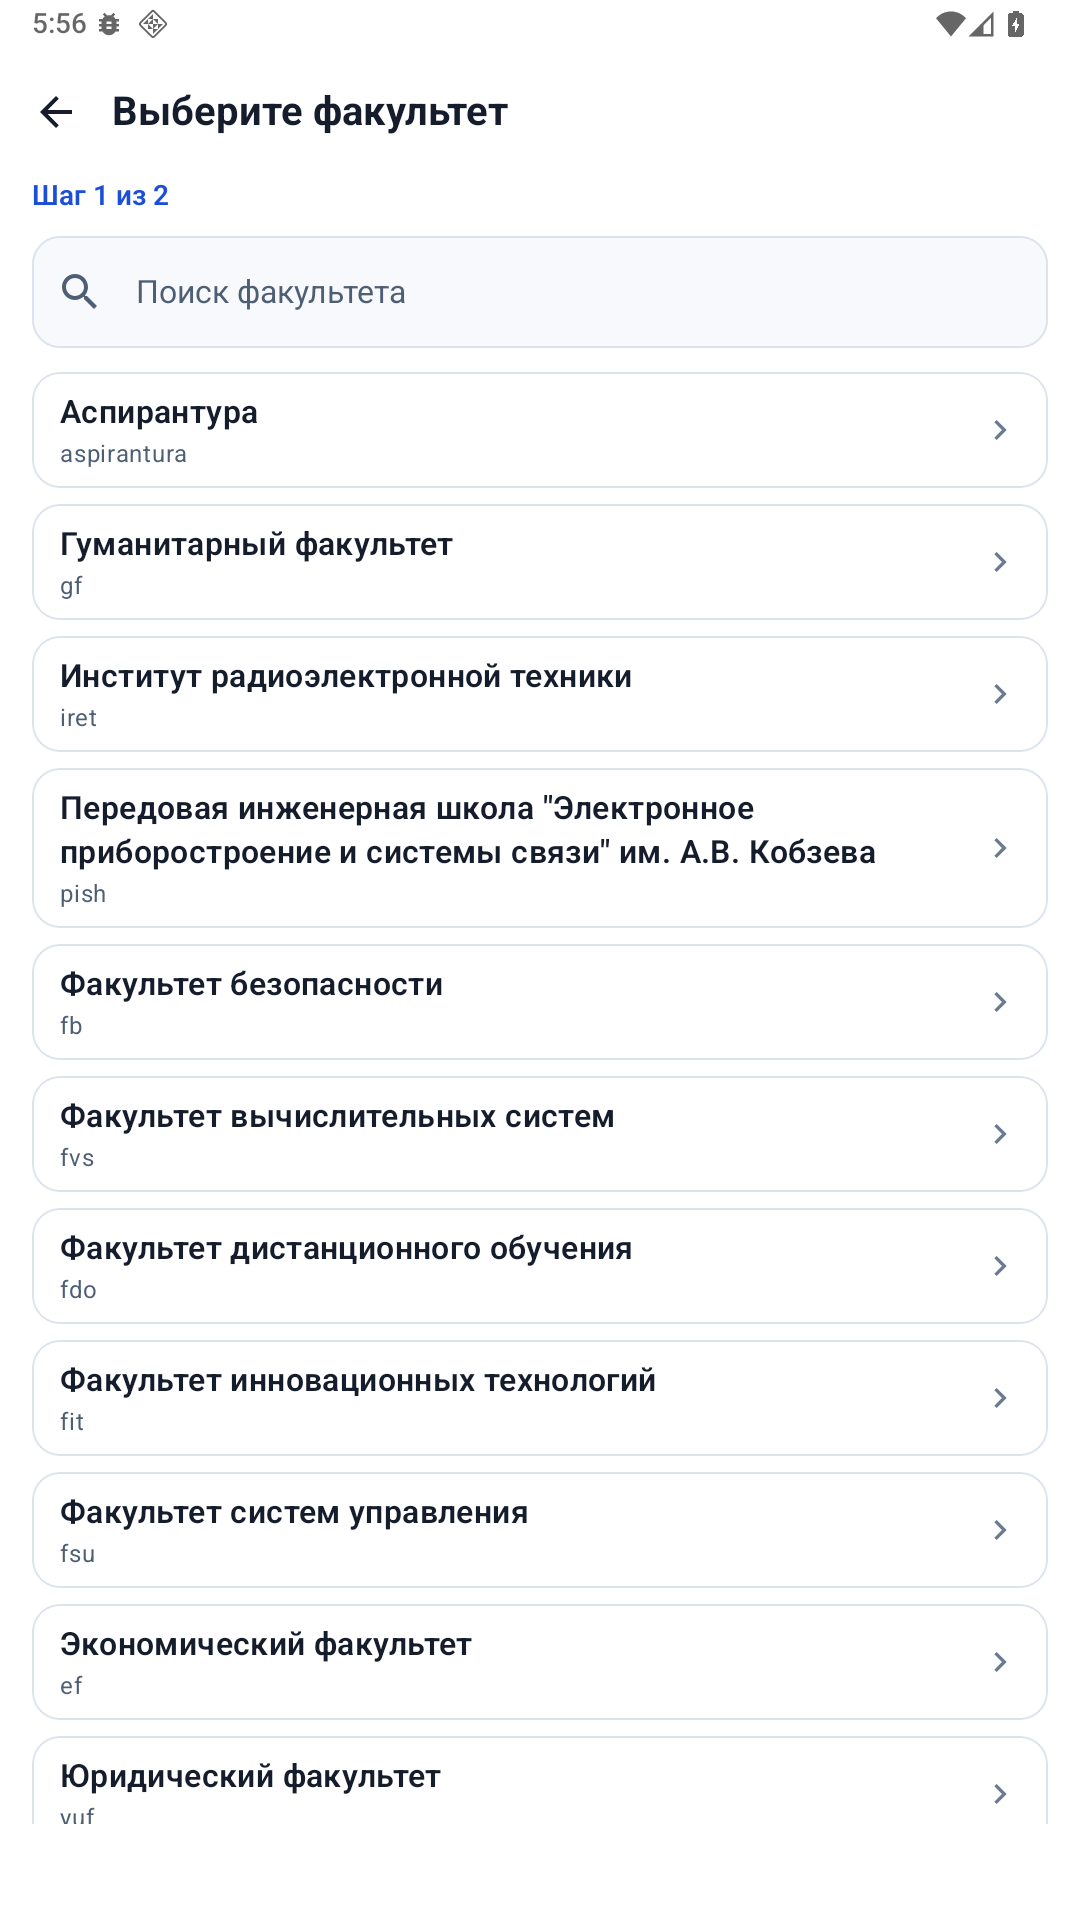 5:56
Выберите факультет
Шаг 1 из 2
Поиск факультета
Аспирантура
aspirantura
Гуманитарный факультет
gf
Институт радиоэлектронной техники
iret
Передовая инженерная школа "Электронное
приборостроение и системы связи" им. А.В. Кобзева
pish
Факультет безопасности
fb
Факультет вычислительных систем
fvs
Факультет дистанционного обучения
fdo
Факультет инновационных технологий
fit
Факультет систем управления
fsu
Экономический факультет
ef
Юридический факультет
yuf